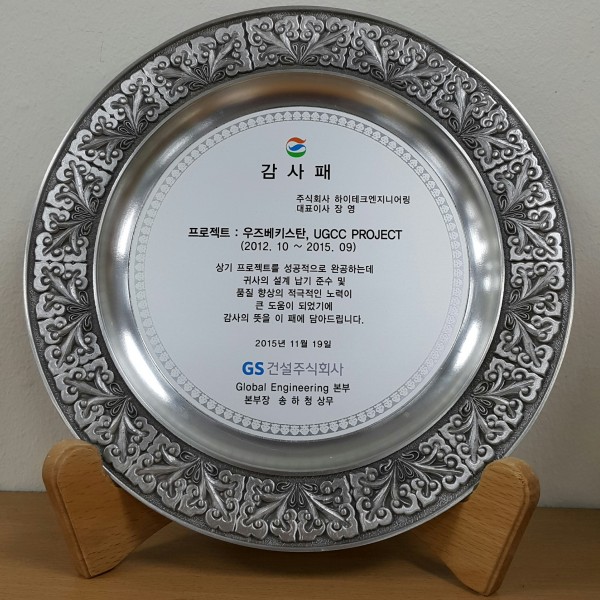 감 사 패
주식회사 하이테크엔지니어링
대표이사 장 영
프로젝트 : 우즈베키스탄, UGCC PROJECT
(2012. 10 ~ 2015. 09)
상기 프로젝트를 성공적으로 완공하는데
귀사의 설계 납기 준수 및
품질 향상의 적극적인 노력이
큰 도움이 되었기에
감사의 뜻을 이 패에 담아드립니다.
2015년 11월 19일
GS건설주식회사
Global Engineering 본부
본부장 송 하 청 상무